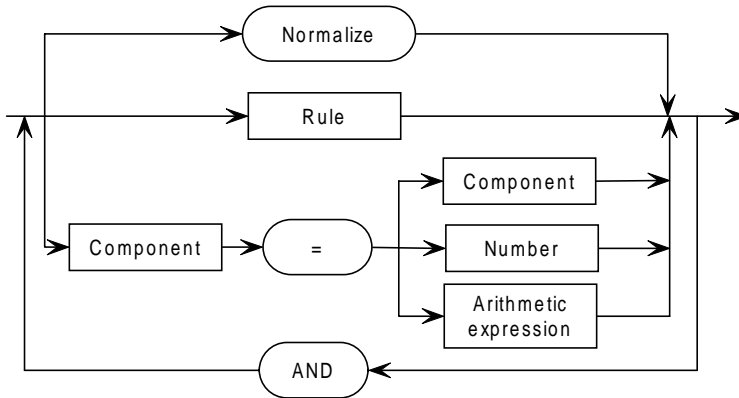 Normalize
Rule
Component
Component
=
Number
Arithmetic
expression
AND